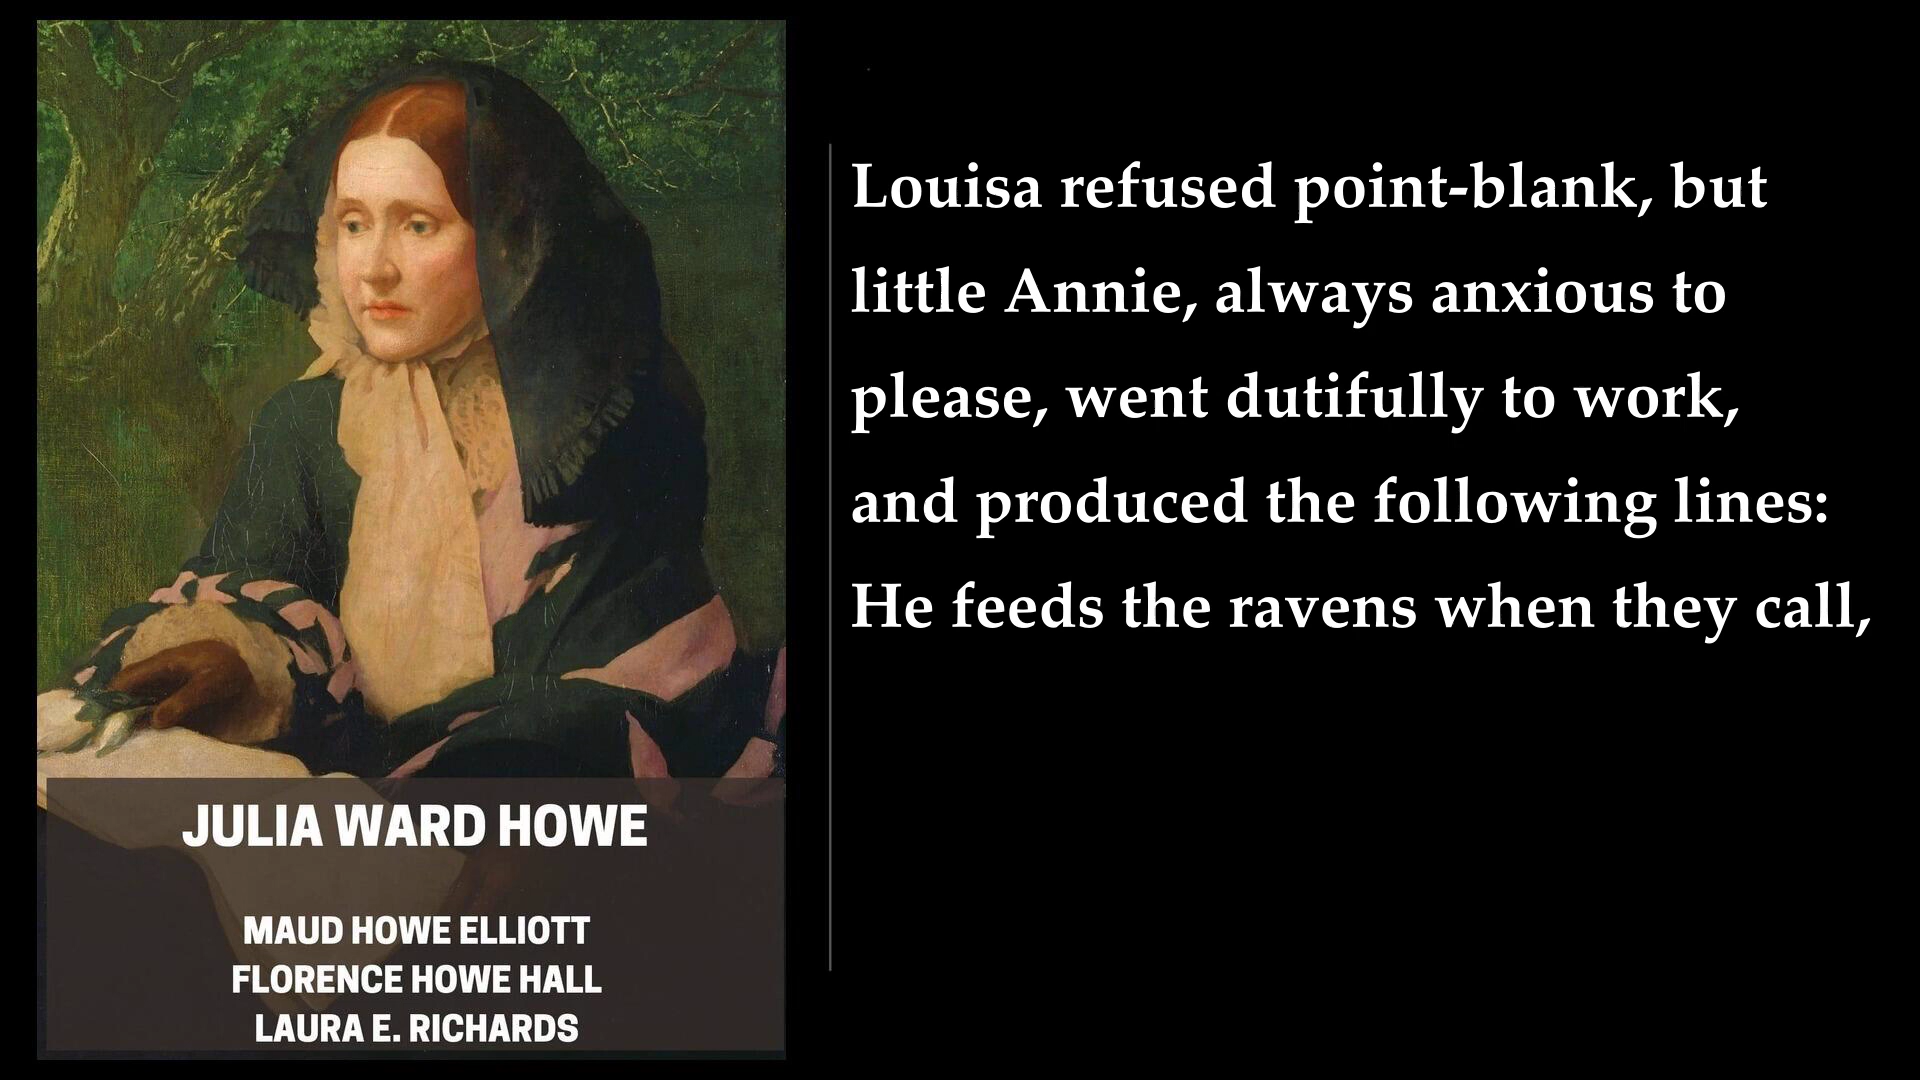 JULIA WARD HOWE
MAUD HOWE ELLIOTT
FLORENCE HOWE HALL
LAURA E. RICHARDS
Louisa refused point-blank, but
little Annie, always anxious to
please, went dutifully to work,
and produced the following lines:
He feeds the ravens when they call,